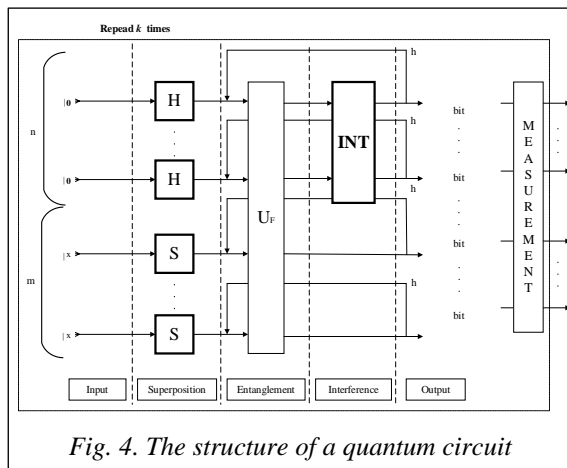 Repead k times
h
|0
H
bit
h
n
INT
|0
H
bit
h
U_F
|x
S
bit
m
h
|x
S
bit
MEASUREMENT
Input
Superposition
Entanglement
Interference
Output
Fig. 4. The structure of a quantum circuit